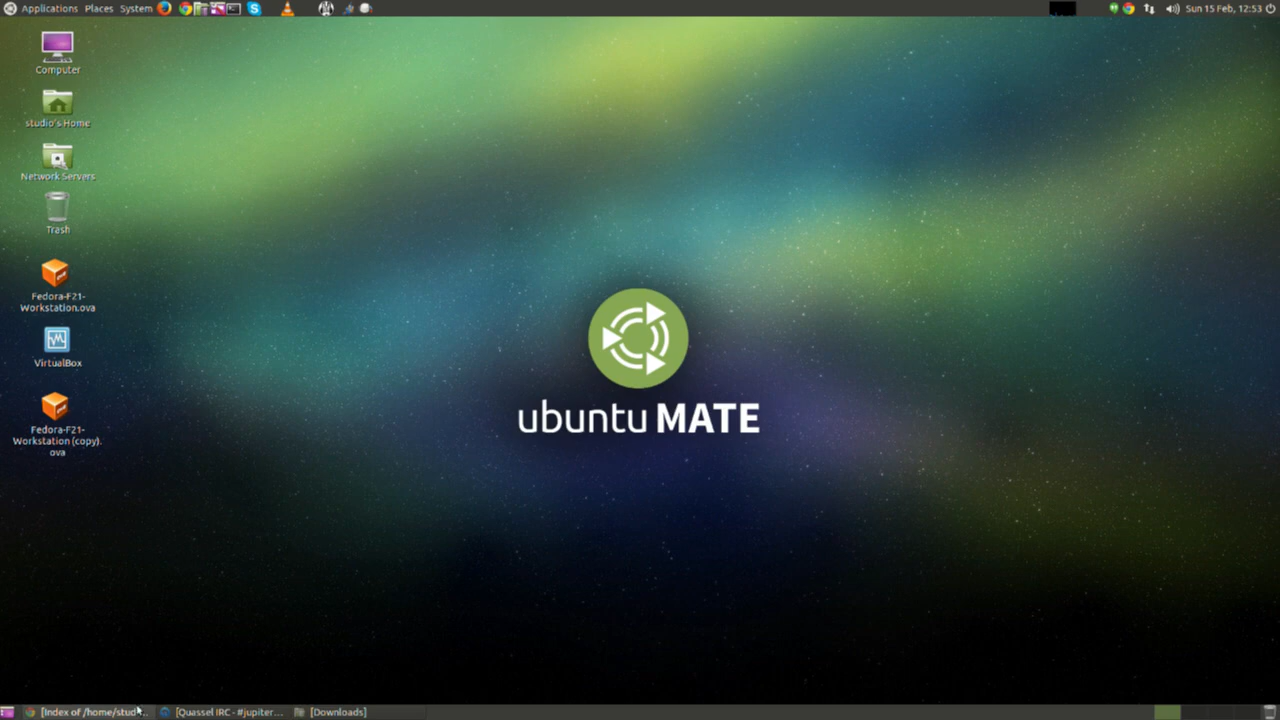 Applications Places System
Sun 15 Feb, 12:53
Computer
studio's Home
Network Servers
Trash
Fedora-F21-
Workstation.ova
VirtualBox
Fedora-F21-
Workstation (copy).
ova
ubuntu MATE
[Index of /home/stud... [Quassel IRC - #jupiter... [Downloads]